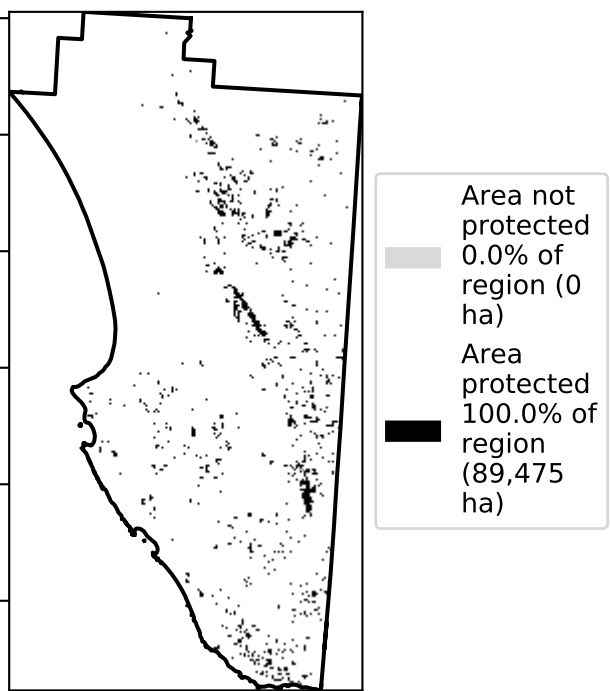 Area not
protected
0.0% of
region (0
ha)
Area
protected
100.0% of
region
(89,475
ha)